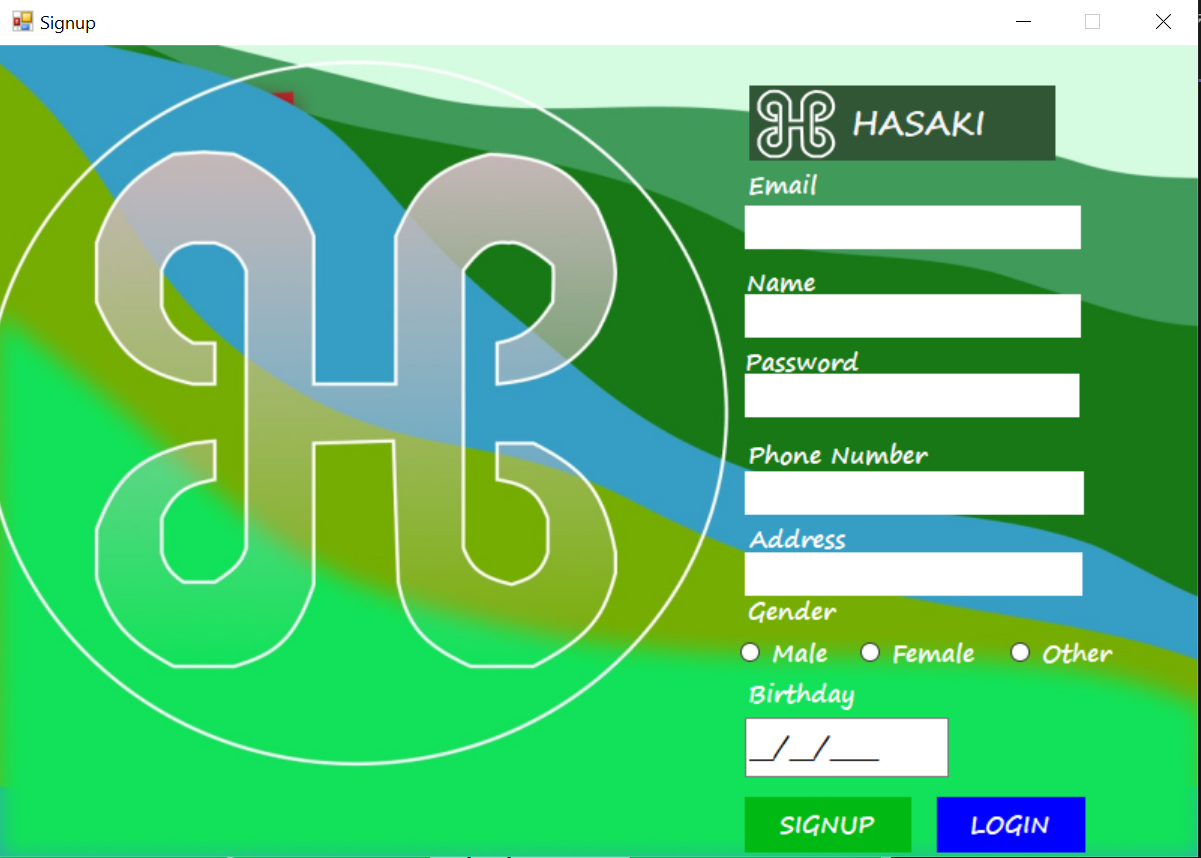 Signup
HASAKI
Email
Name
Password
Phone Number
Address
Gender
Male Female Other
Birthday
__/__/____
SIGNUP LOGIN